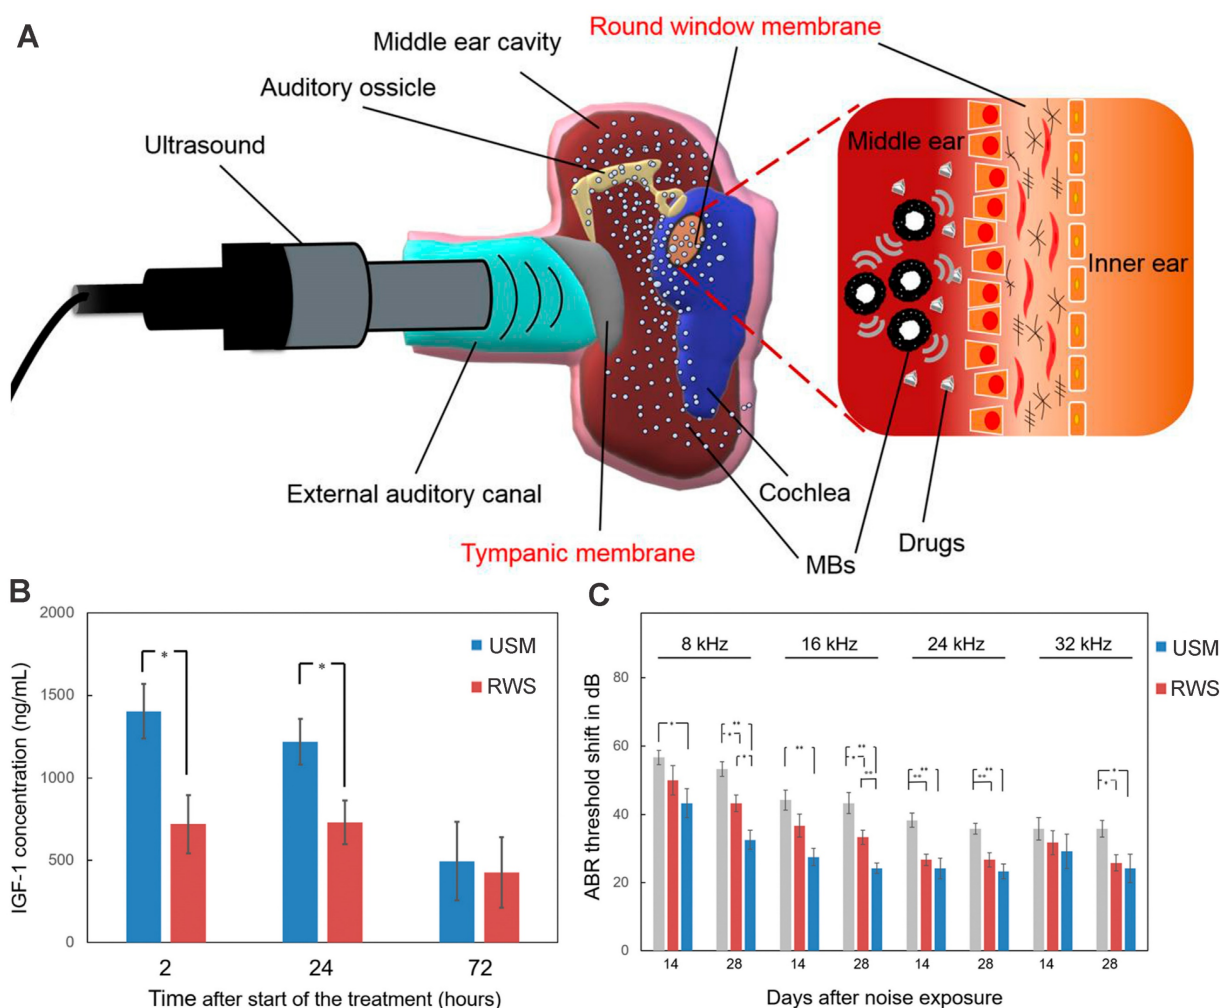 A
Round window membrane
Middle ear cavity
Auditory ossicle
Ultrasound
Middle ear
Inner ear
External auditory canal
Cochlea
Tympanic membrane
MBs
Drugs
B
2000
1500
1000
500
0
IGF-1 concentration (ng/mL)
*
*
USM
RWS
2 24 72
Time after start of the treatment (hours)
C
8 kHz 16 kHz 24 kHz 32 kHz
USM
RWS
80
60
40
20
0
ABR threshold shift in dB
* ** * * ** ** * ** ** ** ** ** * *
14 28 14 28 14 28 14 28
Days after noise exposure